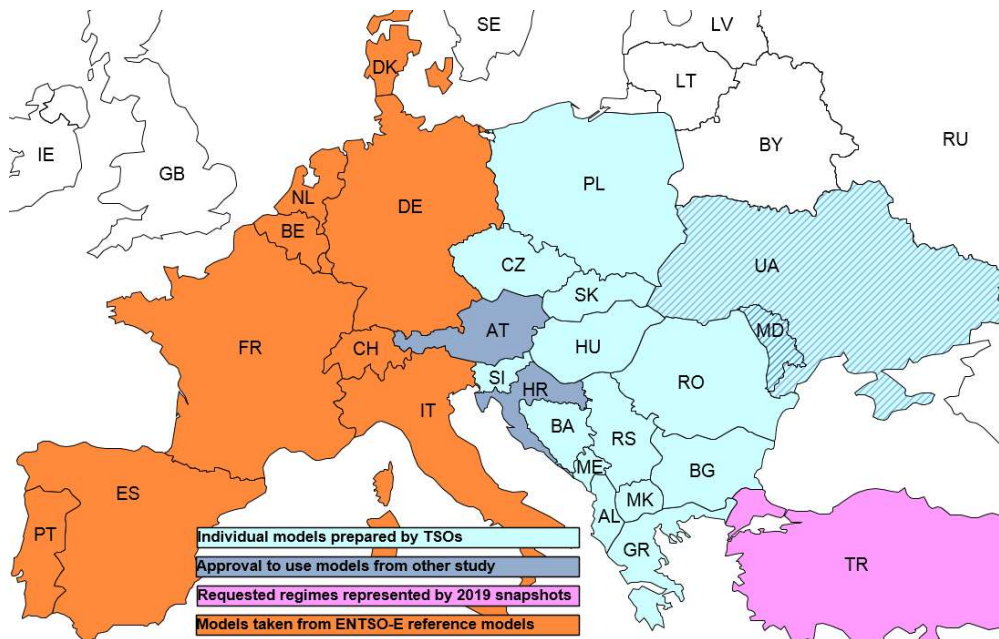 SE
LV
DK
LT
IE
GB
BY
RU
NL
DE
PL
BE
CZ
UA
SK
AT
MD
FR
CH
HU
SI
RO
HR
IT
BA
RS
ME
BG
ES
MK
PT
AL
GR
TR
Individual models prepared by TSOs
Approval to use models from other study
Requested regimes represented by 2019 snapshots
Models taken from ENTSO-E reference models